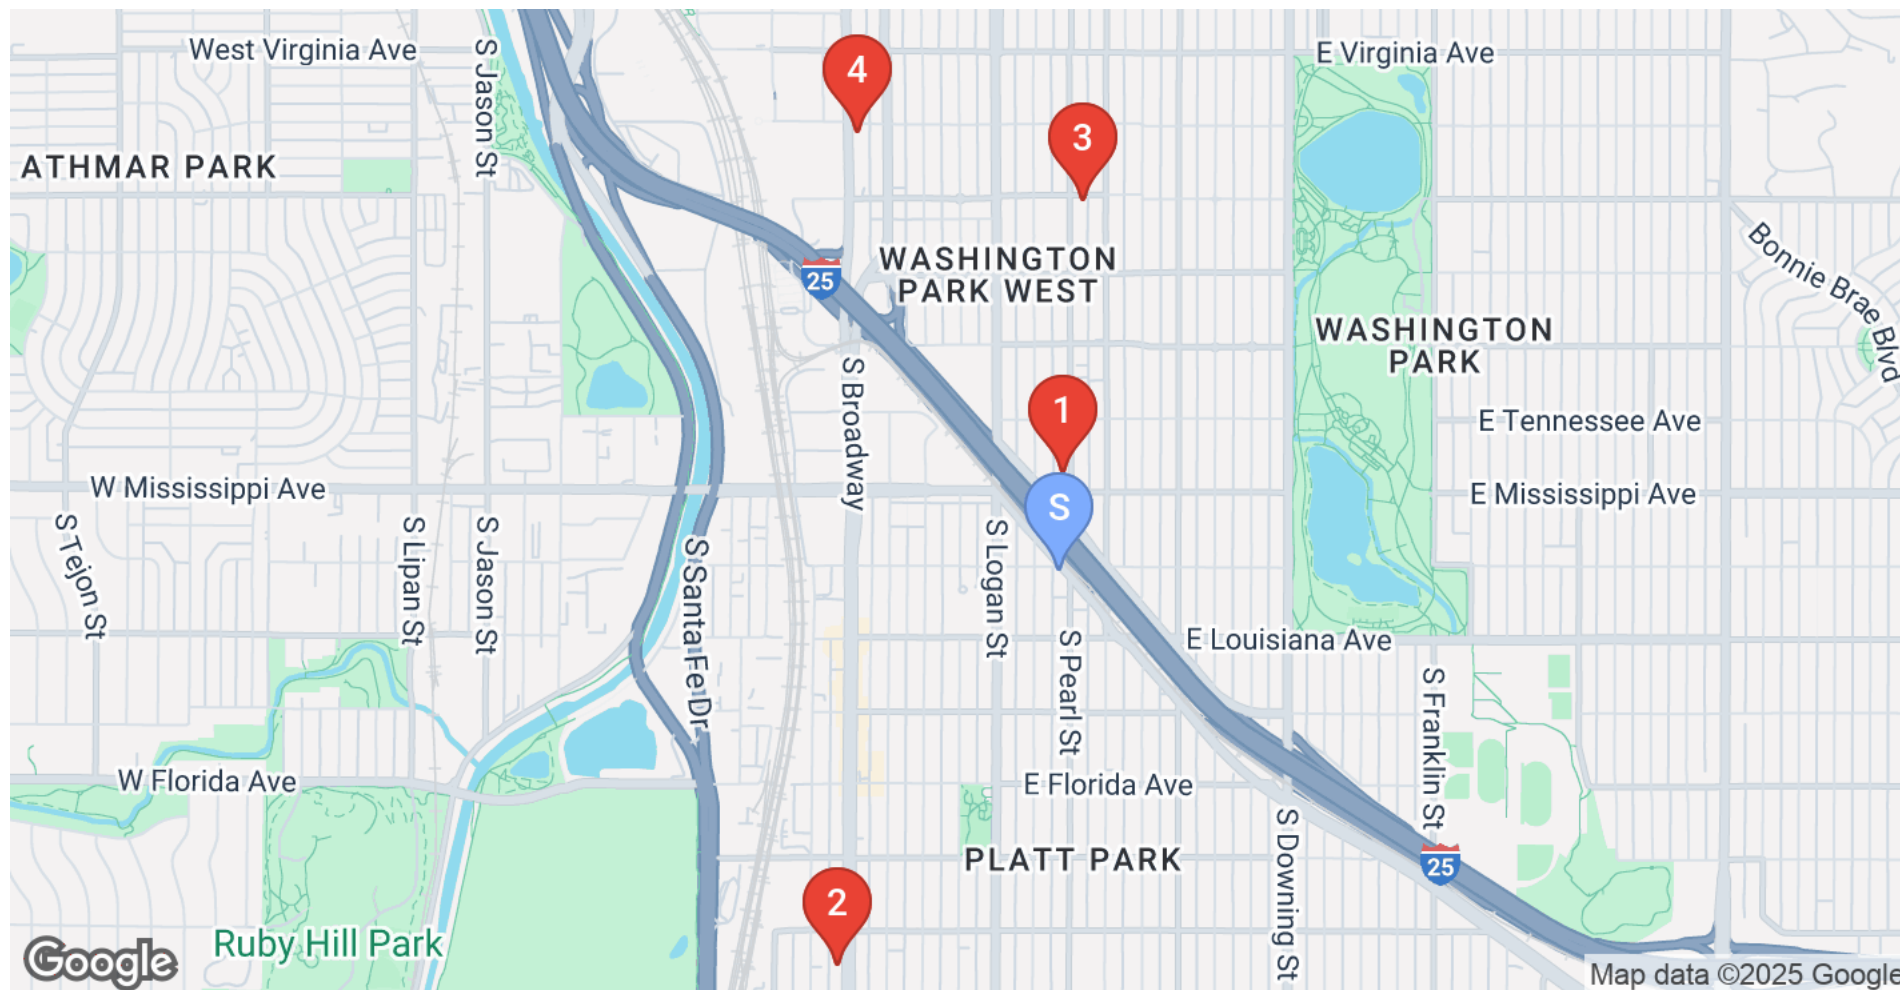 West Virginia Ave
S Jason St
4
E Virginia Ave
3
ATHMAR PARK
Bonnie Brae Blvd
WASHINGTON
PARK WEST
25
WASHINGTON
PARK
S Broadway
1
E Tennessee Ave
W Mississippi Ave
E Mississippi Ave
S
S Tejon St
S Lipan St
S Jason St
S Santa Fe Dr
S Logan St
S Pearl St
E Louisiana Ave
S Franklin St
W Florida Ave
E Florida Ave
S Downing St
PLATT PARK
25
2
Ruby Hill Park
Google
Map data ©2025 Google